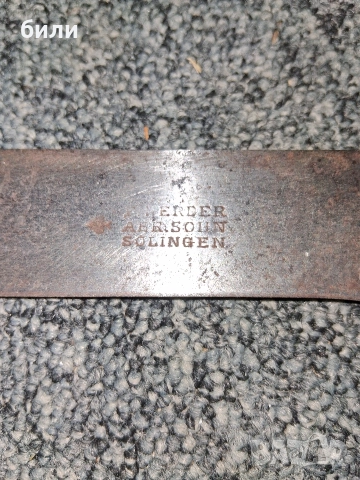 били
HERDER
ABR. SOHN
SOLINGEN